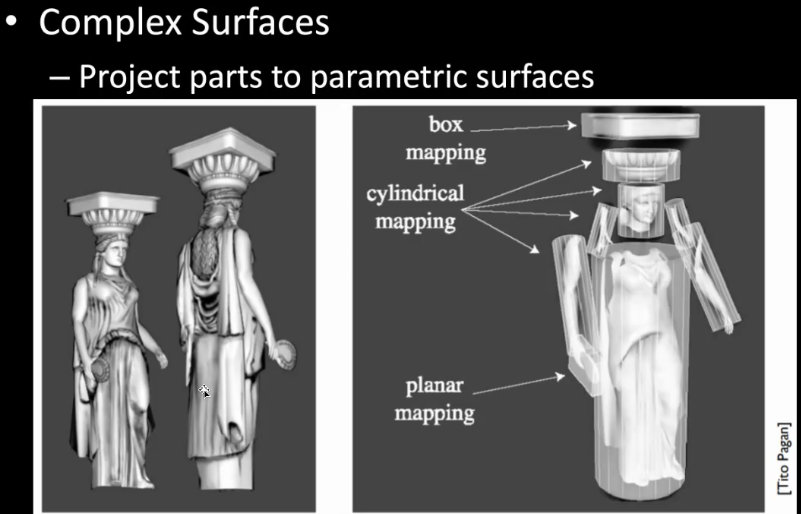 • Complex Surfaces
– Project parts to parametric surfaces
box
mapping
cylindrical
mapping
planar
mapping
[Tito Pagan]